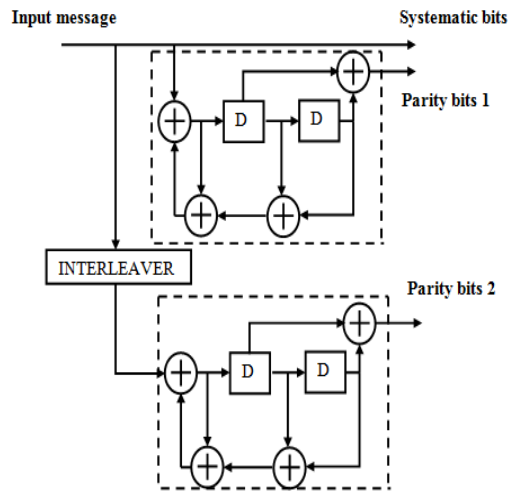 Input message
Systematic bits
D
D
Parity bits 1
INTERLEAVER
Parity bits 2
D
D